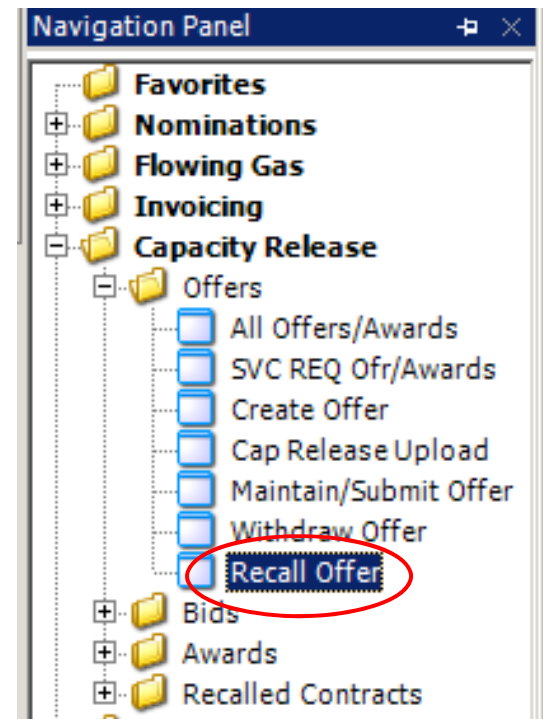 Navigation Panel
Favorites
Nominations
Flowing Gas
Invoicing
Capacity Release
Offers
All Offers/Awards
SVC REQ Ofr/Awards
Create Offer
Cap Release Upload
Maintain/Submit Offer
Withdraw Offer
Recall Offer
Bids
Awards
Recalled Contracts